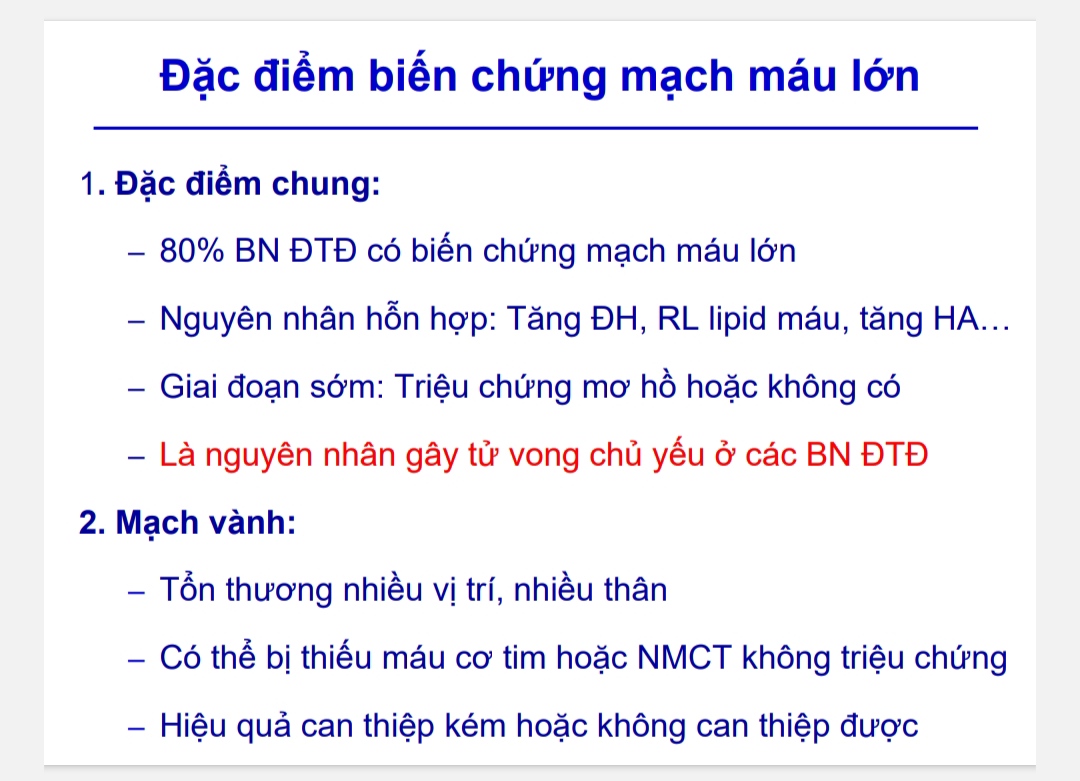 Đặc điểm biến chứng mạch máu lớn
1. Đặc điểm chung:
– 80% BN ĐTĐ có biến chứng mạch máu lớn
– Nguyên nhân hỗn hợp: Tăng ĐH, RL lipid máu, tăng HA…
– Giai đoạn sớm: Triệu chứng mơ hồ hoặc không có
– Là nguyên nhân gây tử vong chủ yếu ở các BN ĐTĐ
2. Mạch vành:
– Tổn thương nhiều vị trí, nhiều thân
– Có thể bị thiếu máu cơ tim hoặc NMCT không triệu chứng
– Hiệu quả can thiệp kém hoặc không can thiệp được